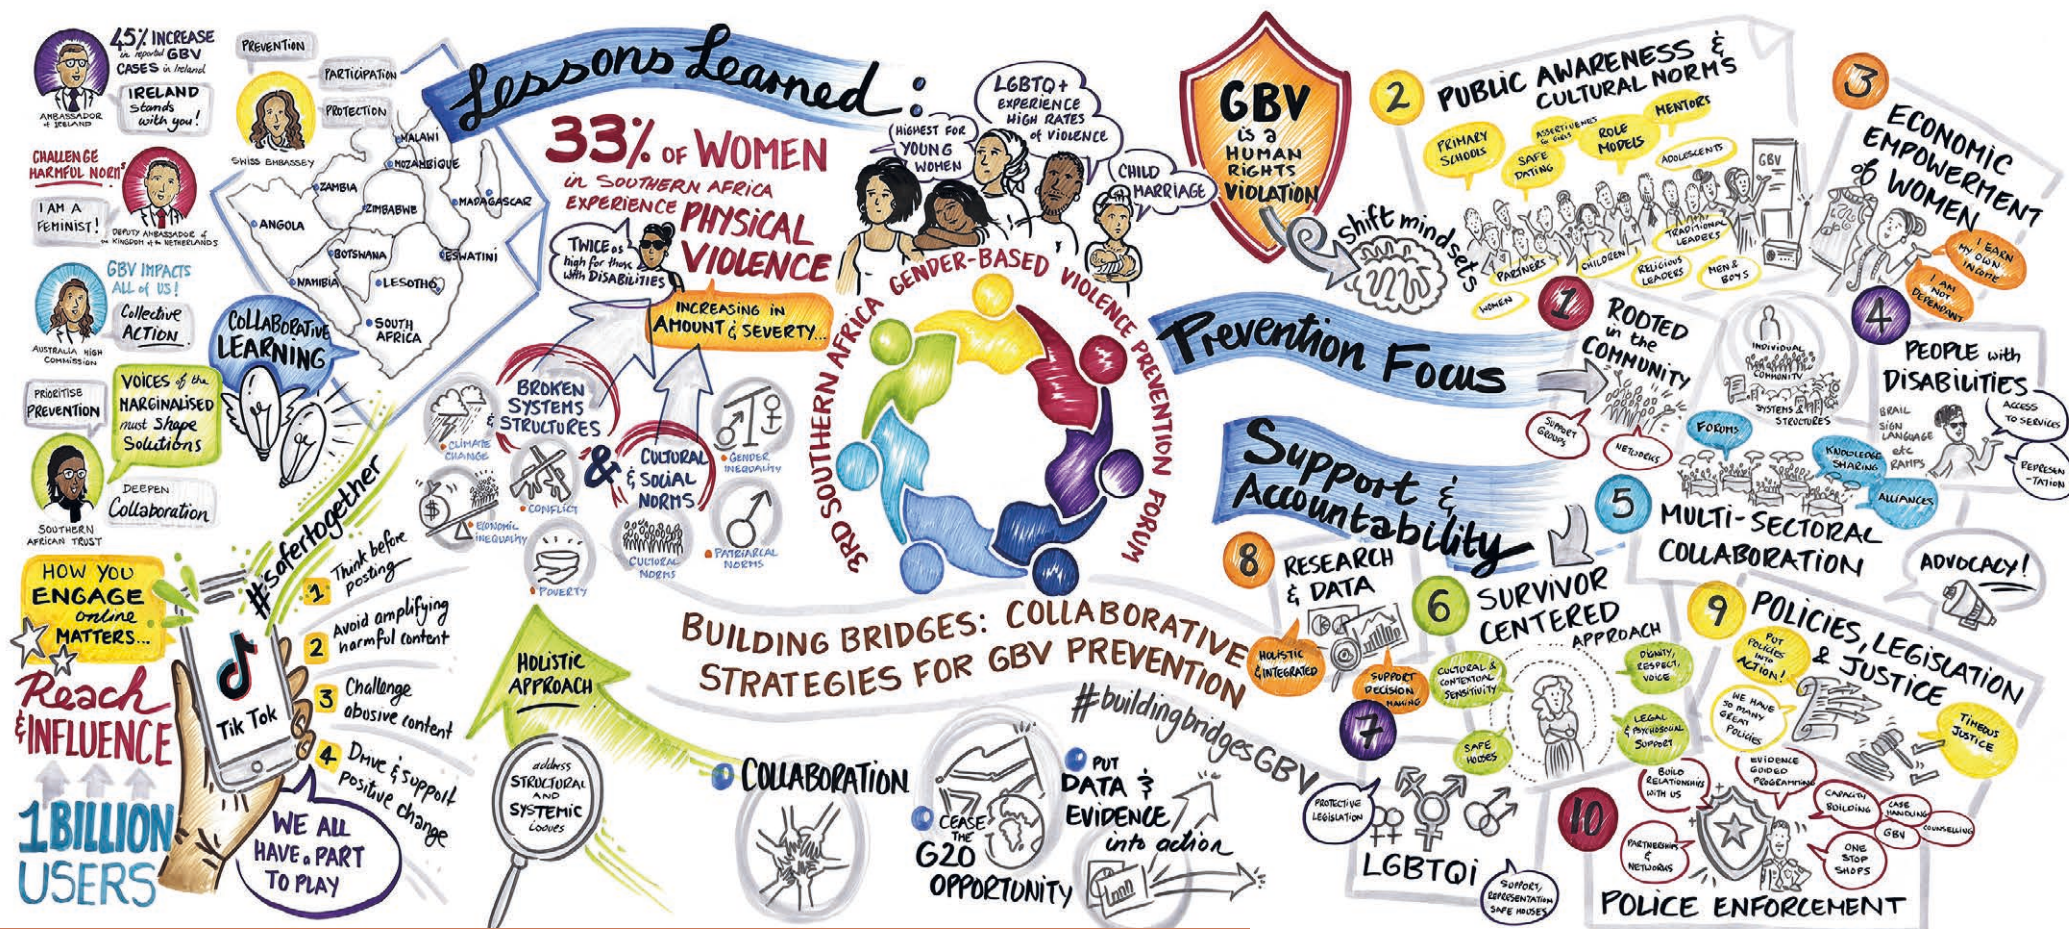 45% INCREASE
in reported GBV
CASES in Ireland
IRELAND
stands
with you!
AMBASSADOR
of IRELAND
PREVENTION
PARTICIPATION
PROTECTION
SWISS EMBASSY
CHALLENGE
HARMFUL NORMS
I AM A
FEMINIST!
DEPUTY AMBASSADOR of
the KINGDOM of the NETHERLANDS
GBV IMPACTS
ALL of US!
Collective
ACTION
AUSTRALIA HIGH
COMMISSION
PRIORITISE
PREVENTION
VOICES of the
MARGINALISED
must Shape
Solutions
DEEPEN
Collaboration
SOUTHERN
AFRICAN TRUST
MALAWI
MOZAMBIQUE
ZAMBIA
ZIMBABWE
MADAGASCAR
ANGOLA
BOTSWANA
ESWATINI
NAMIBIA
LESOTHO
SOUTH
AFRICA
COLLABORATIVE
LEARNING
#safertogether
HOW YOU
ENGAGE
online
MATTERS...
Reach
& INFLUENCE
1 BILLION
USERS
Tik Tok
1 Think before
posting
2 Avoid amplifying
harmful content
3 Challenge
abusive content
4 Drive & support
positive change
WE ALL
HAVE a PART
TO PLAY
Lessons Learned:
33% OF WOMEN
in SOUTHERN AFRICA
EXPERIENCE PHYSICAL
VIOLENCE
TWICE as
high for those
with DISABILITIES
INCREASING IN
AMOUNT & SEVERTY...
HIGHEST FOR
YOUNG
WOMEN
LGBTQ+
EXPERIENCE
HIGH RATES
of VIOLENCE
CHILD
MARRIAGE
BROKEN
SYSTEMS
& STRUCTURES
&
CULTURAL
& SOCIAL
NORMS
CLIMATE
CHANGE
CONFLICT
ECONOMIC
INEQUALITY
POVERTY
CULTURAL
NORMS
GENDER
INEQUALITY
PATRIARCAL
NORMS
3RD SOUTHERN AFRICA GENDER-BASED VIOLENCE PREVENTION FORUM
BUILDING BRIDGES: COLLABORATIVE
STRATEGIES FOR GBV PREVENTION
#buildingbridgesGBV
HOLISTIC
APPROACH
address
STRUCTURAL
AND
SYSTEMIC
issues
COLLABORATION
CEASE
THE
G20
OPPORTUNITY
PUT
DATA &
EVIDENCE
into action
GBV
is a
HUMAN
RIGHTS
VIOLATION
Shift mindsets
Prevention Focus
1
ROOTED
in the
COMMUNITY
SUPPORT
GROUPS
NETWORKS
INDIVIDUAL
COMMUNITY
SYSTEMS &
STRUCTURES
2
PUBLIC AWARENESS &
CULTURAL NORMS
PRIMARY
SCHOOLS
SAFE
DATING
ROLE
MODELS
MENTORS
ADOLESCENTS
GBV
PARTNERS
CHILDREN
TRADITIONAL
LEADERS
RELIGIOUS
LEADERS
MEN &
BOYS
WOMEN
3
ECONOMIC
EMPOWERMENT
of WOMEN
I EARN
MY OWN
INCOME
I AM
NOT
DEPENDANT
4
PEOPLE with
DISABILITIES
BRAIL
SIGN
LANGUAGE
etc
RAMPS
ACCESS
TO SERVICES
REPRESEN
-TATION
Support &
Accountability
5
MULTI-SECTORAL
COLLABORATION
FORUMS
KNOWLEDGE
SHARING
ALLIANCES
ADVOCACY!
6
SURVIVOR
CENTERED
APPROACH
CULTURAL &
CONTEXTUAL
SENSITIVITY
DIGNITY,
RESPECT,
VOICE
SAFE
HOUSES
LEGAL
& PSYCHOSOCIAL
SUPPORT
7
LGBTQi
PROTECTIVE
LEGISLATION
SUPPORT,
REPRESENTATION
SAFE HOUSES
8
RESEARCH
& DATA
HOLISTIC
& INTEGRATED
SUPPORT
DECISION
MAKING
9
POLICIES, LEGISLATION
& JUSTICE
PUT
POLICIES
INTO
ACTION!
WE HAVE
SO MANY
GREAT
POLICIES
TIMEOUS
JUSTICE
10
POLICE ENFORCEMENT
BUILD
RELATIONSHIPS
WITH US
EVIDENCE
GUIDED
PROGRAMMING
CAPACITY
BUILDING
CASE
HANDLING
GBV
COUNSELLING
PARTNERSHIPS
&
NETWORKS
ONE
STOP
SHOPS